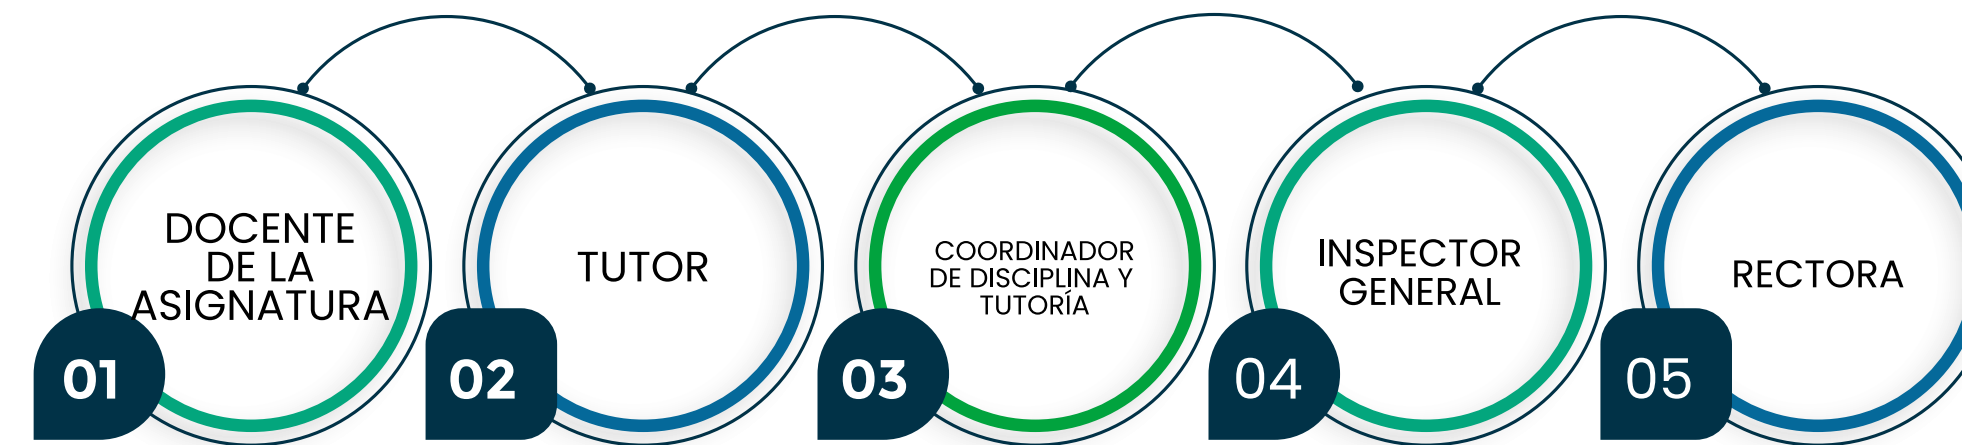 DOCENTE
DE LA
ASIGNATURA
01
TUTOR
02
COORDINADOR
DE DISCIPLINA Y
TUTORÍA
03
INSPECTOR
GENERAL
04
RECTORA
05